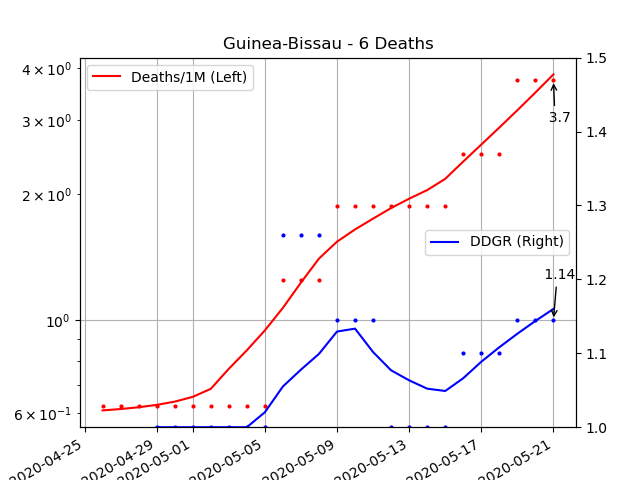 Guinea-Bissau - 6 Deaths
4 × 10⁰
3 × 10⁰
2 × 10⁰
10⁰
6 × 10⁻¹
Deaths/1M (Left)
DDGR (Right)
3.7
1.14
1.5
1.4
1.3
1.2
1.1
1.0
2020-04-25
2020-04-29
2020-05-01
2020-05-05
2020-05-09
2020-05-13
2020-05-17
2020-05-21